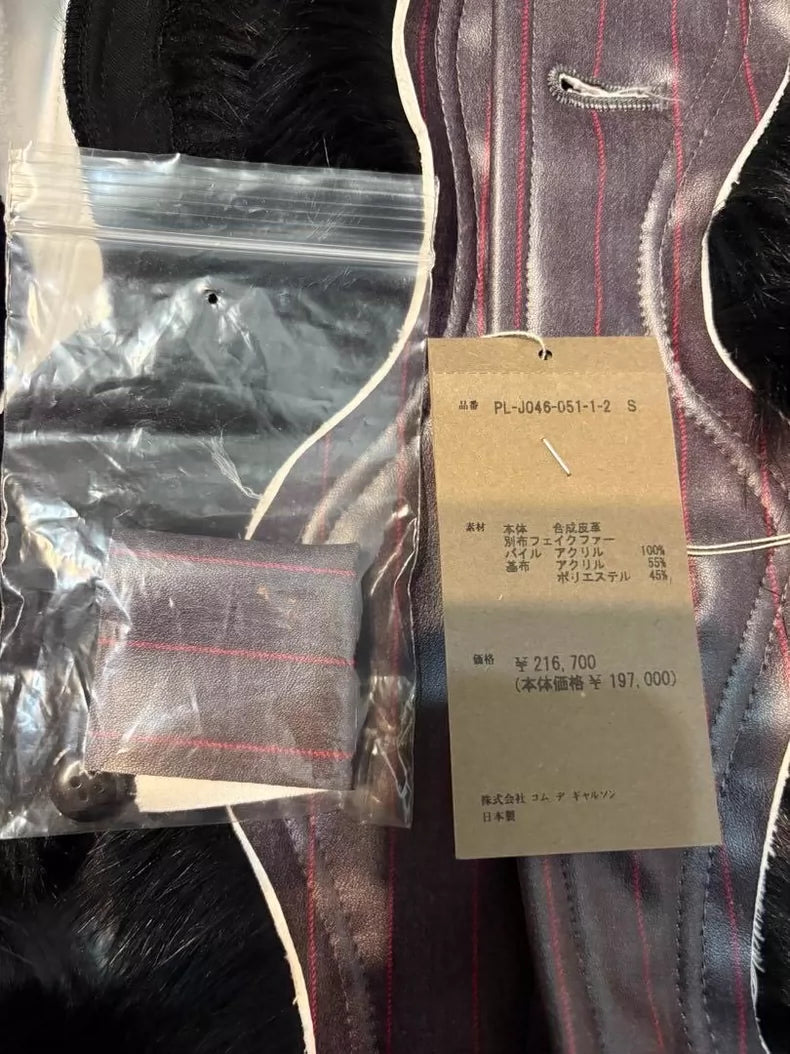 品番 PL-J046-051-1-2 S
素材 本体 合成皮革
別布フェイクファー
パイル アクリル 100%
基布 アクリル 55%
ポリエステル 45%
価格 ¥ 216,700
(本体価格 ¥ 197,000)
株式会社 コム デ ギャルソン
日本製